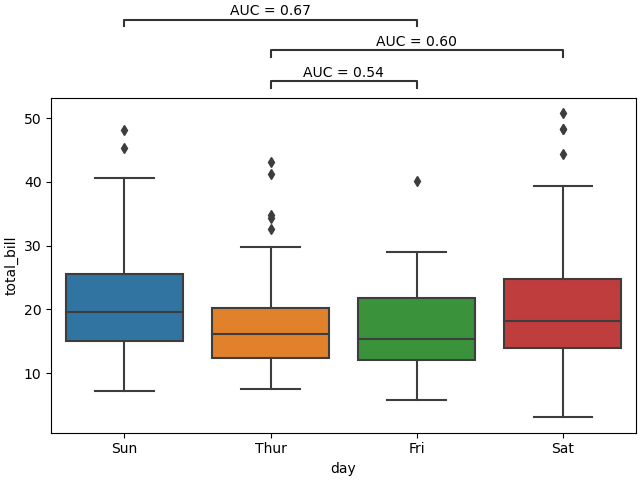 AUC = 0.67
AUC = 0.60
AUC = 0.54
50
40
30
20
10
total_bill
Sun Thur Fri Sat
day